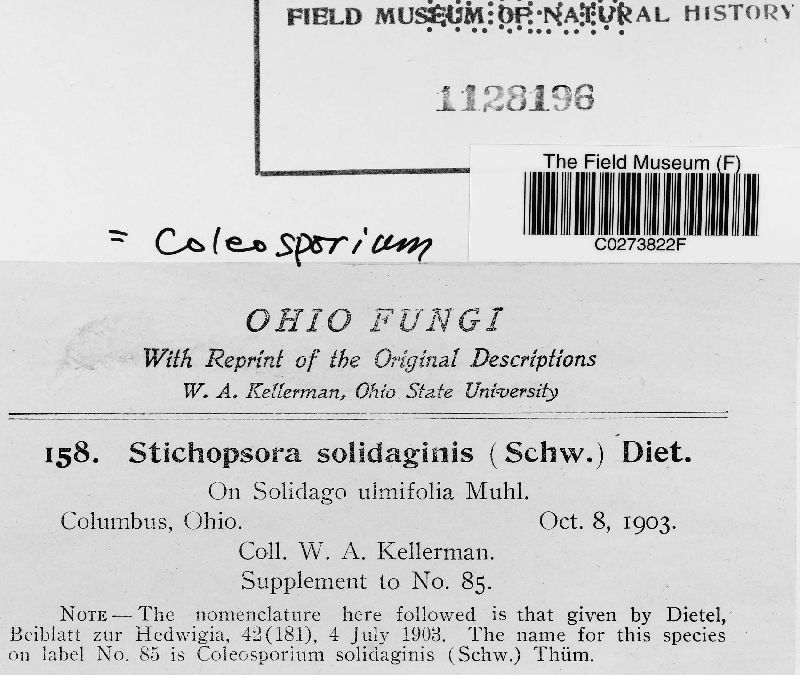 FIELD MUSEUM OF NATURAL HISTORY
1128196
The Field Museum (F)
C0273822F
= Coleosporium
OHIO FUNGI
With Reprint of the Original Descriptions
W. A. Kellerman, Ohio State University
158. Stichopsora solidaginis (Schw.) Diet.
On Solidago ulmifolia Muhl.
Columbus, Ohio. Oct. 8, 1903.
Coll. W. A. Kellerman.
Supplement to No. 85.
NOTE — The nomenclature here followed is that given by Dietel,
Beiblatt zur Hedwigia, 42(181), 4 July 1903. The name for this species
on label No. 85 is Coleosporium solidaginis (Schw.) Thüm.